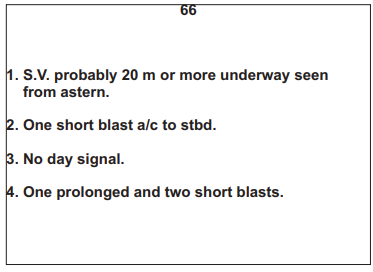 66
1. S.V. probably 20 m or more underway seen
from astern.
2. One short blast a/c to stbd.
3. No day signal.
4. One prolonged and two short blasts.